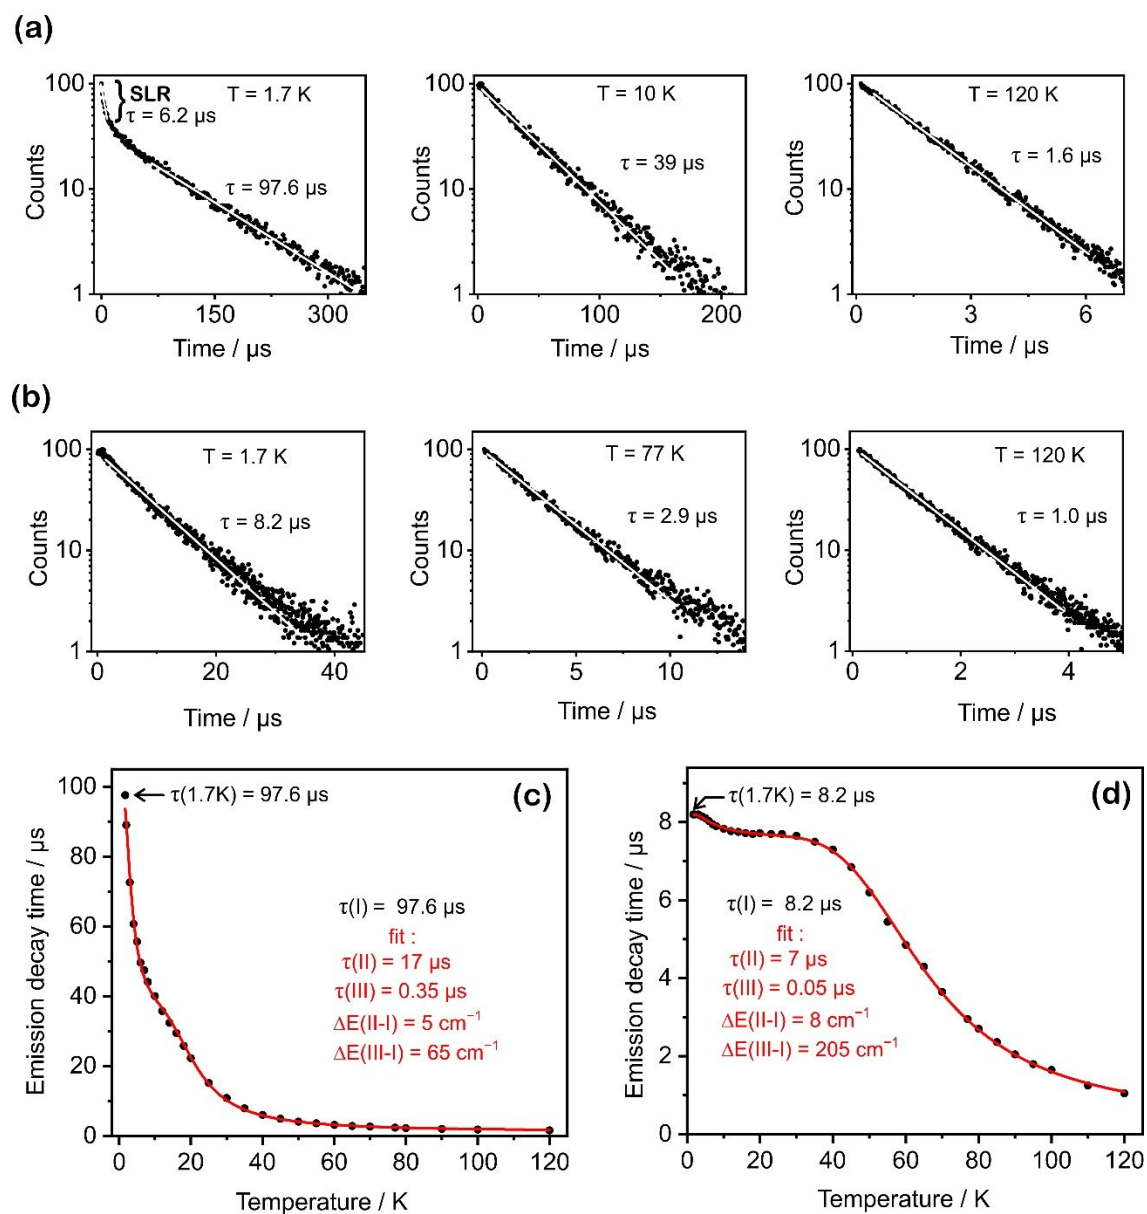 (a)
100
10
1
Counts
SLR
τ = 6.2 µs
T = 1.7 K
τ = 97.6 µs
0 150 300
Time / µs
100
10
1
Counts
T = 10 K
τ = 39 µs
0 100 200
Time / µs
100
10
1
Counts
T = 120 K
τ = 1.6 µs
0 3 6
Time / µs
(b)
100
10
1
Counts
T = 1.7 K
τ = 8.2 µs
0 20 40
Time / µs
100
10
1
Counts
T = 77 K
τ = 2.9 µs
0 5 10
Time / µs
100
10
1
Counts
T = 120 K
τ = 1.0 µs
0 2 4
Time / µs
(c)
100
80
60
40
20
0
Emission decay time / µs
τ(1.7K) = 97.6 µs
τ(I) = 97.6 µs
fit :
τ(II) = 17 µs
τ(III) = 0.35 µs
ΔE(II-I) = 5 cm⁻¹
ΔE(III-I) = 65 cm⁻¹
0 20 40 60 80 100 120
Temperature / K
(d)
8
6
4
2
0
Emission decay time / µs
τ(1.7K) = 8.2 µs
τ(I) = 8.2 µs
fit :
τ(II) = 7 µs
τ(III) = 0.05 µs
ΔE(II-I) = 8 cm⁻¹
ΔE(III-I) = 205 cm⁻¹
0 20 40 60 80 100 120
Temperature / K